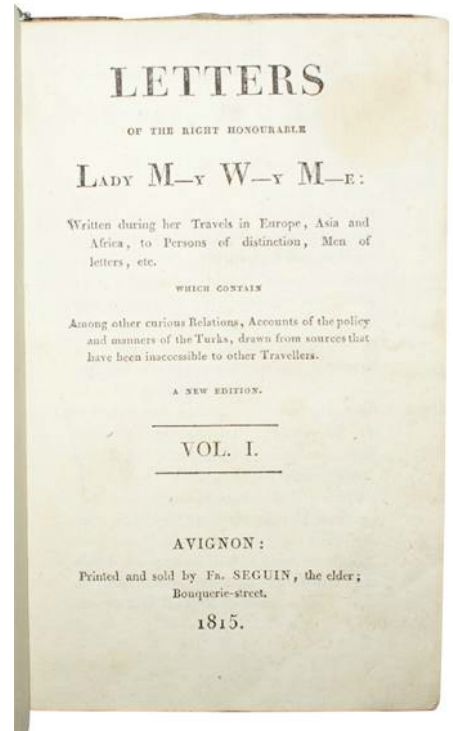 LETTERS
OF THE RIGHT HONOURABLE
LADY M—Y W—Y M—E:
Written during her Travels in Europe, Asia and
Africa, to Persons of distinction, Men of
letters, etc.
WHICH CONTAIN
Among other curious Relations, Accounts of the policy
and manners of the Turks, drawn from sources that
have been inaccessible to other Travellers.
A NEW EDITION.
VOL. I.
AVIGNON:
Printed and sold by FR. SEGUIN, the elder;
Bouquerie-street.
1815.